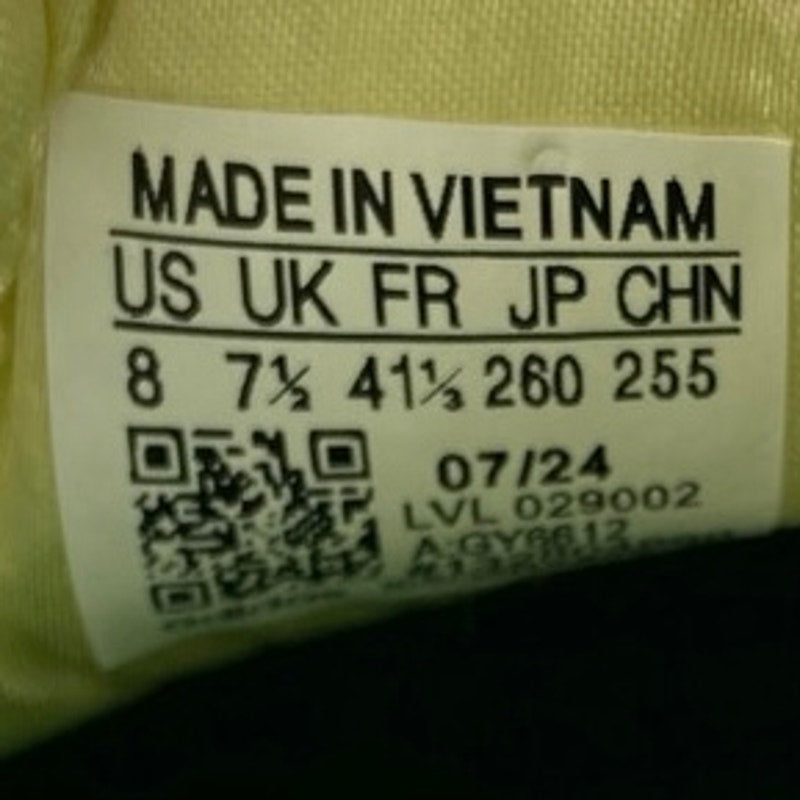 MADE IN VIETNAM
US UK FR JP CHN
8 7½ 41⅓ 260 255
07/24
LVL 029002
A:GY8612